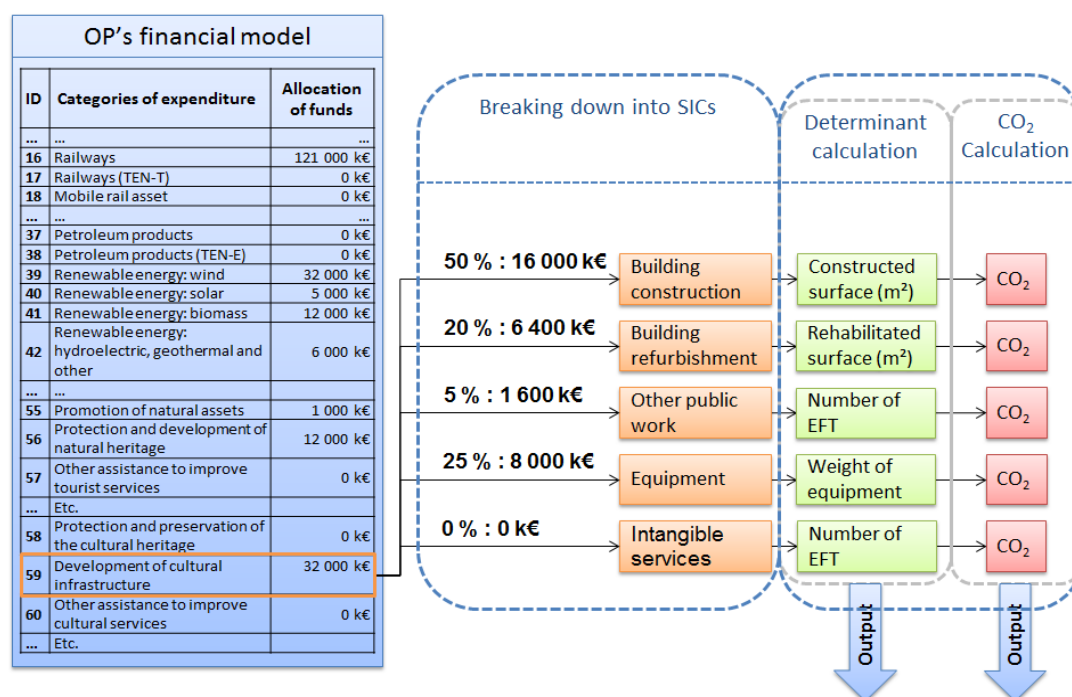 OP's financial model
ID Categories of expenditure Allocation of funds
... ... ...
16 Railways 121 000 k€
17 Railways (TEN-T) 0 k€
18 Mobile rail asset 0 k€
... ... ...
37 Petroleum products 0 k€
38 Petroleum products (TEN-E) 0 k€
39 Renewable energy: wind 32 000 k€
40 Renewable energy: solar 5 000 k€
41 Renewable energy: biomass 12 000 k€
42 Renewable energy: hydroelectric, geothermal and other 6 000 k€
... ...
55 Promotion of natural assets 1 000 k€
56 Protection and development of natural heritage 12 000 k€
57 Other assistance to improve tourist services 0 k€
... Etc.
58 Protection and preservation of the cultural heritage 0 k€
59 Development of cultural infrastructure 32 000 k€
60 Other assistance to improve cultural services 0 k€
... Etc.
Breaking down into SICs
Determinant
calculation
CO₂
Calculation
50 % : 16 000 k€
Building
construction
Constructed
surface (m²)
CO₂
20 % : 6 400 k€
Building
refurbishment
Rehabilitated
surface (m²)
CO₂
5 % : 1 600 k€
Other public
work
Number of
EFT
CO₂
25 % : 8 000 k€
Equipment
Weight of
equipment
CO₂
0 % : 0 k€
Intangible
services
Number of
EFT
CO₂
Output
Output